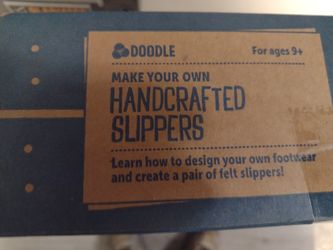 DOODLE
For ages 9+
MAKE YOUR OWN
HANDCRAFTED
SLIPPERS
Learn how to design your own footwear
and create a pair of felt slippers!